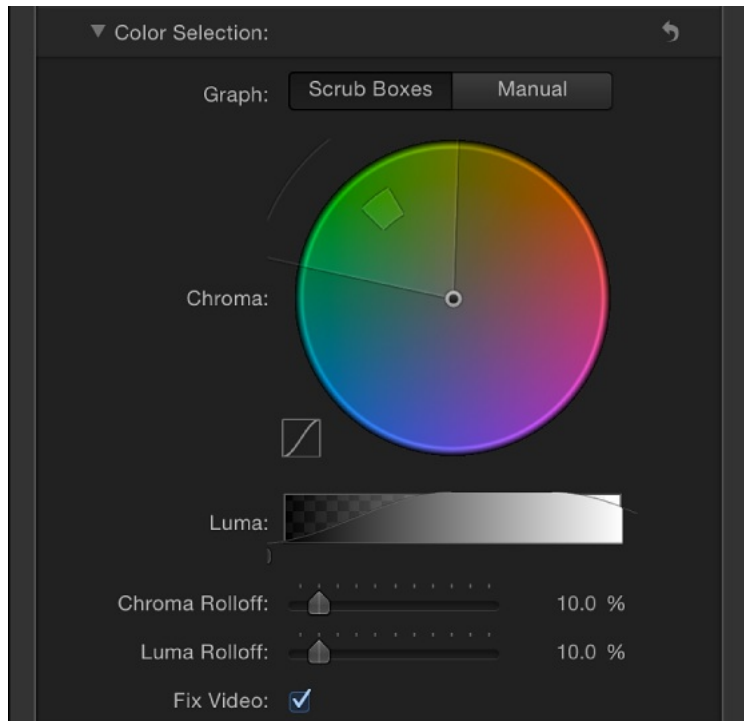 Color Selection:
Graph: Scrub Boxes Manual
Chroma:
Luma:
Chroma Rolloff: 10.0 %
Luma Rolloff: 10.0 %
Fix Video: